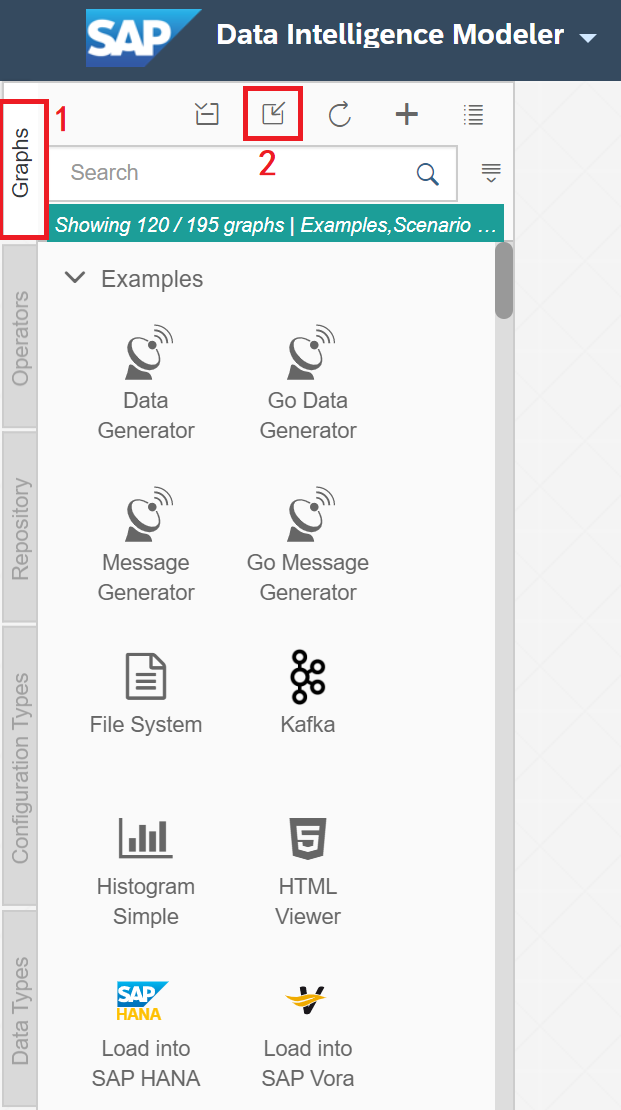 SAP Data Intelligence Modeler
1
2
Graphs
Search
Showing 120 / 195 graphs | Examples,Scenario ...
Operators
Repository
Configuration Types
Data Types
Examples
Data
Generator
Go Data
Generator
Message
Generator
Go Message
Generator
File System
Kafka
Histogram
Simple
HTML
Viewer
SAP
HANA
Load into
SAP HANA
Load into
SAP Vora